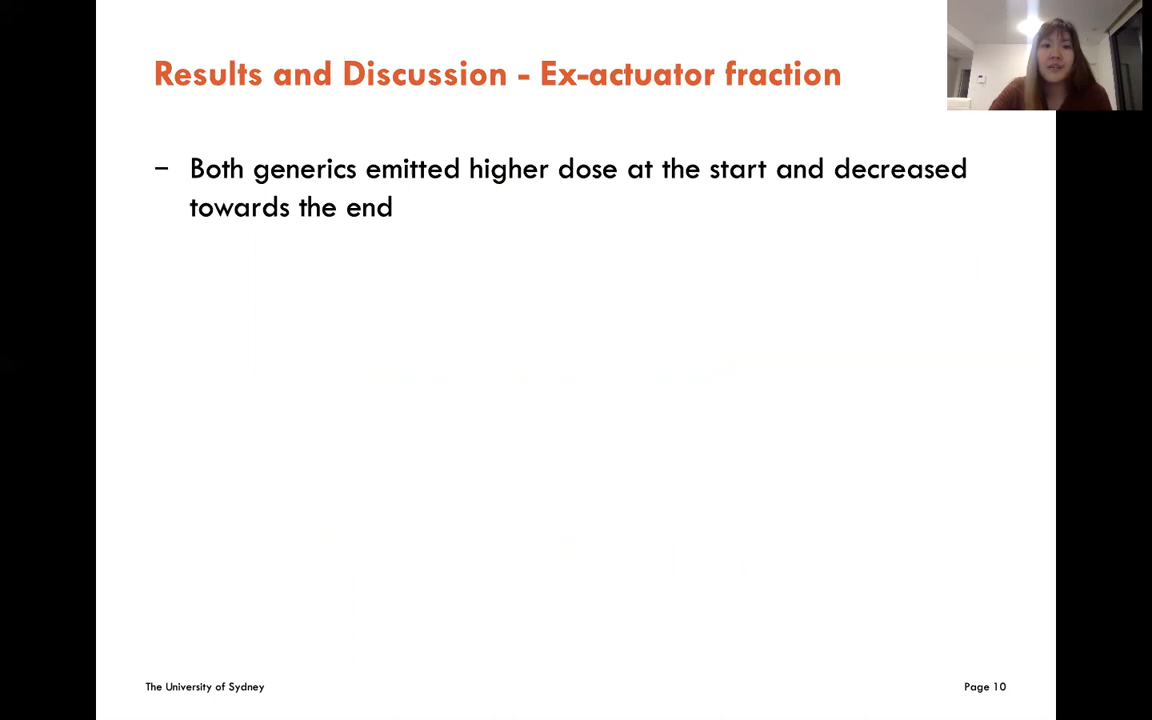 Results and Discussion - Ex-actuator fraction
– Both generics emitted higher dose at the start and decreased
towards the end
The University of Sydney
Page 10